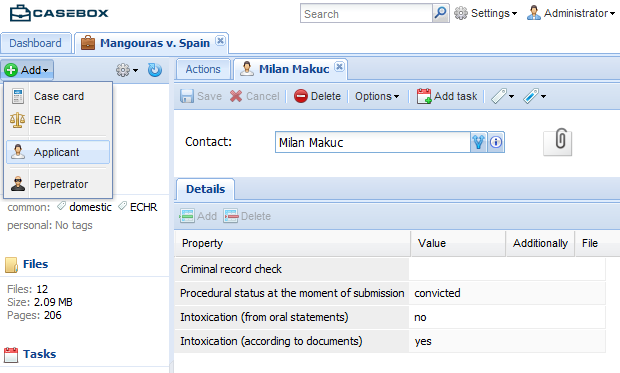 CASEBOX
Search
Settings
Administrator
Dashboard
Mangouras v. Spain
Add
Case card
ECHR
Applicant
Perpetrator
common: domestic ECHR
personal: No tags
Files
Files: 12
Size: 2.09 MB
Pages: 206
Tasks
Actions
Milan Makuc
Save Cancel Delete Options Add task
Contact: Milan Makuc
Details
Add Delete
Property Value Additionally File
Criminal record check
Procedural status at the moment of submission convicted
Intoxication (from oral statements) no
Intoxication (according to documents) yes